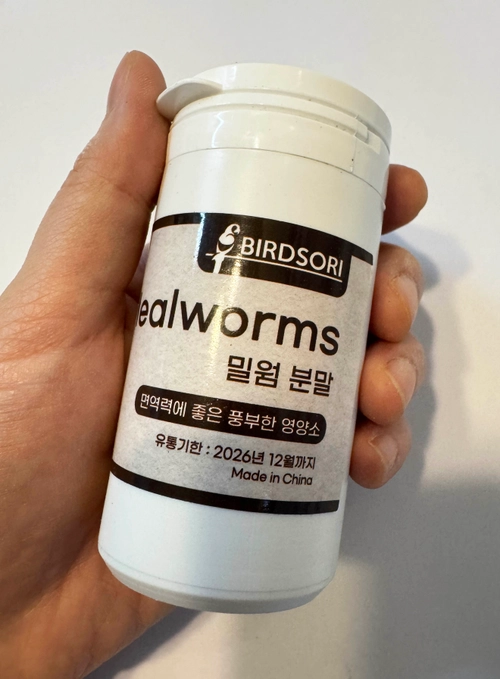 BIRDSORI
ealworms
밀웜 분말
면역력에 좋은 풍부한 영양소
유통기한 : 2026년 12월까지
Made in China